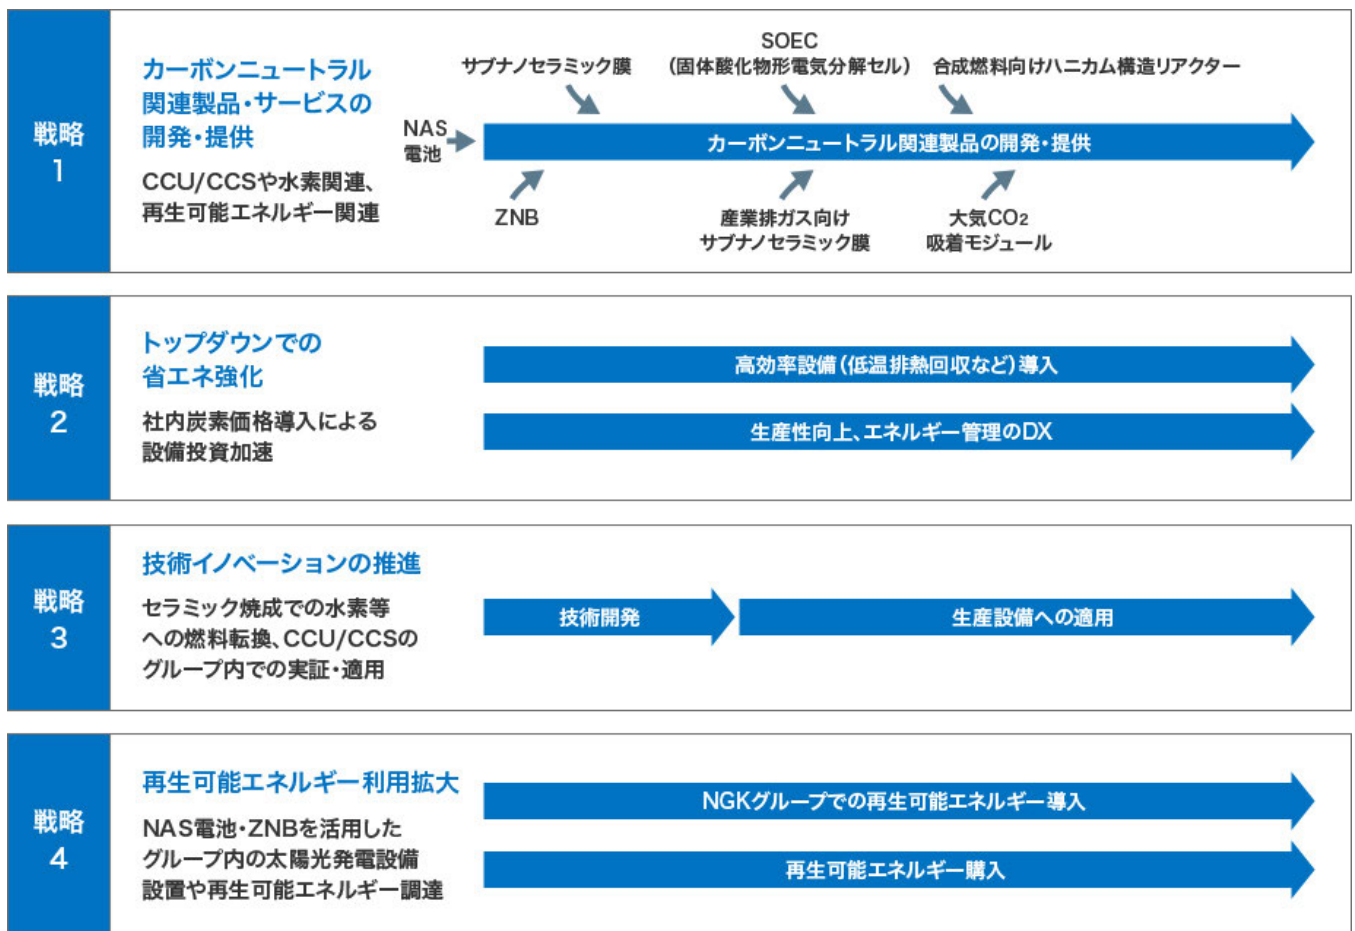 戦略
1
カーボンニュートラル
関連製品・サービスの
開発・提供
CCU/CCSや水素関連、
再生可能エネルギー関連
NAS
電池
サブナノセラミック膜
SOEC
(固体酸化物形電気分解セル)
合成燃料向けハニカム構造リアクター
カーボンニュートラル関連製品の開発・提供
ZNB
産業排ガス向け
サブナノセラミック膜
大気CO₂
吸着モジュール
戦略
2
トップダウンでの
省エネ強化
社内炭素価格導入による
設備投資加速
高効率設備(低温排熱回収など)導入
生産性向上、エネルギー管理のDX
戦略
3
技術イノベーションの推進
セラミック焼成での水素等
への燃料転換、CCU/CCSの
グループ内での実証・適用
技術開発
生産設備への適用
戦略
4
再生可能エネルギー利用拡大
NAS電池・ZNBを活用した
グループ内の太陽光発電設備
設置や再生可能エネルギー調達
NGKグループでの再生可能エネルギー導入
再生可能エネルギー購入